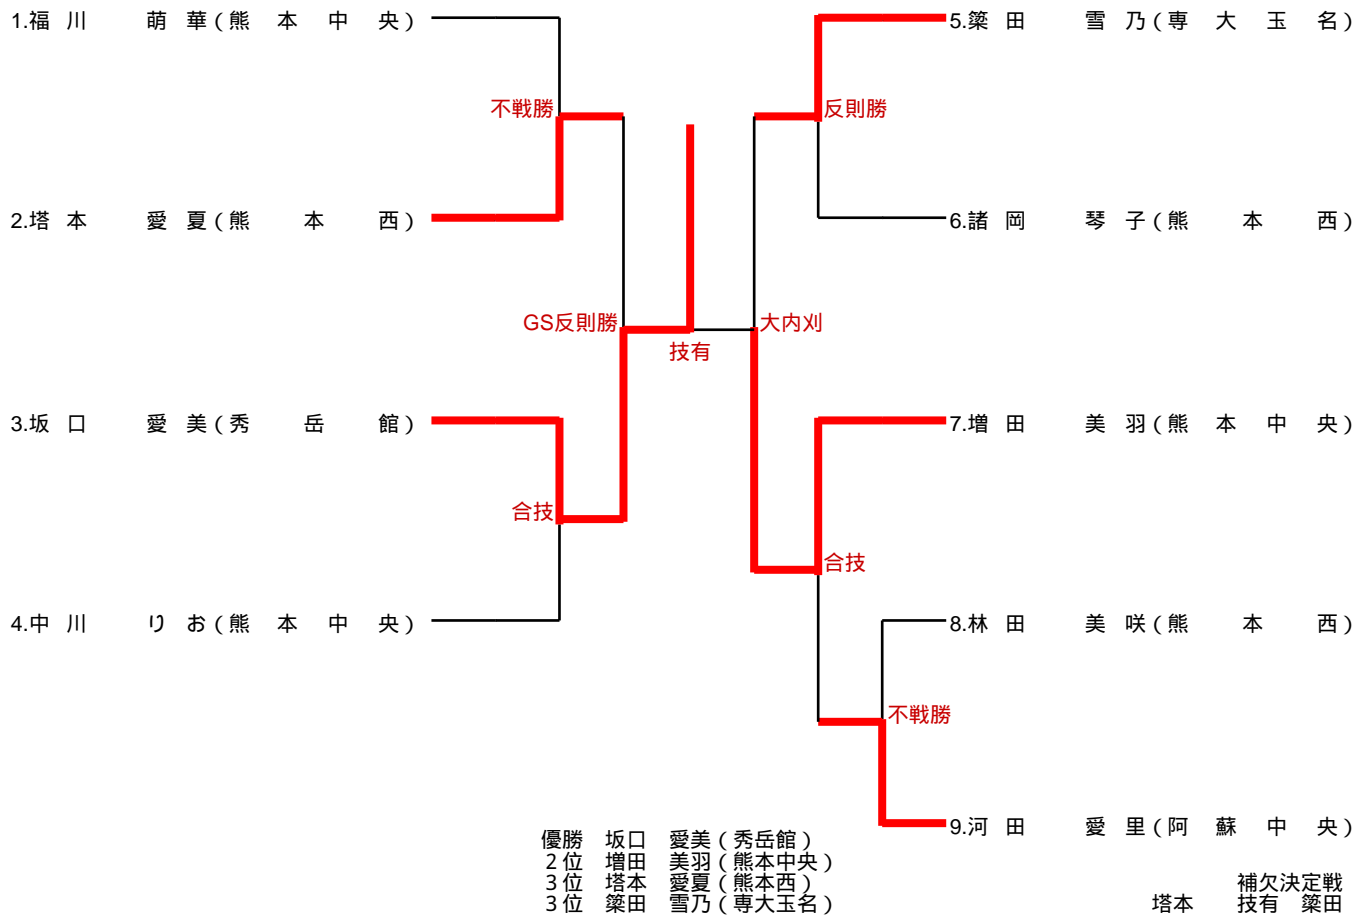 1.福川 萌華(熊本中央)
5.簗田 雪乃(専大玉名)
不戦勝
反則勝
2.塔本 愛夏(熊本西)
6.諸岡 琴子(熊本西)
GS反則勝
大内刈
技有
3.坂口 愛美(秀岳館)
7.増田 美羽(熊本中央)
合技
合技
4.中川 りお(熊本中央)
8.林田 美咲(熊本西)
不戦勝
9.河田 愛里(阿蘇中央)
優勝 坂口 愛美(秀岳館)
2位 増田 美羽(熊本中央)
3位 塔本 愛夏(熊本西)
3位 簗田 雪乃(専大玉名)
補欠決定戦
塔本 技有 簗田